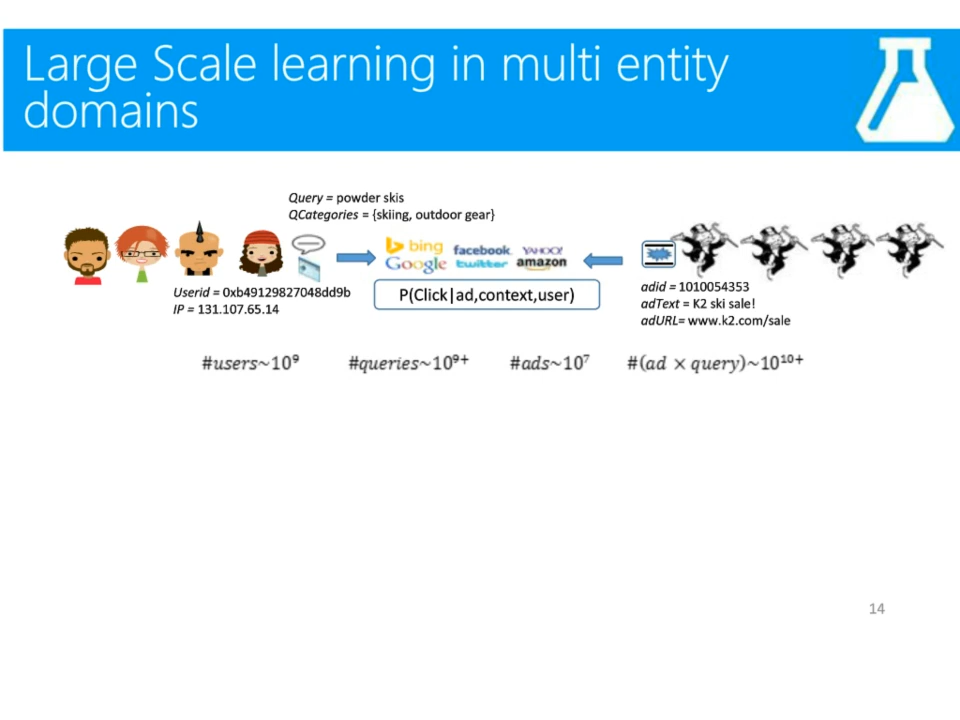 Large Scale learning in multi entity
domains
Query = powder skis
QCategories = {skiing, outdoor gear}
bing facebook YAHOO!
Google twitter amazon
Userid = 0xb49129827048dd9b
IP = 131.107.65.14
P(Click|ad,context,user)
adid = 1010054353
adText = K2 ski sale!
adURL= www.k2.com/sale
#users~10⁹ #queries~10⁹⁺ #ads~10⁷ #(ad × query)~10¹⁰⁺
14